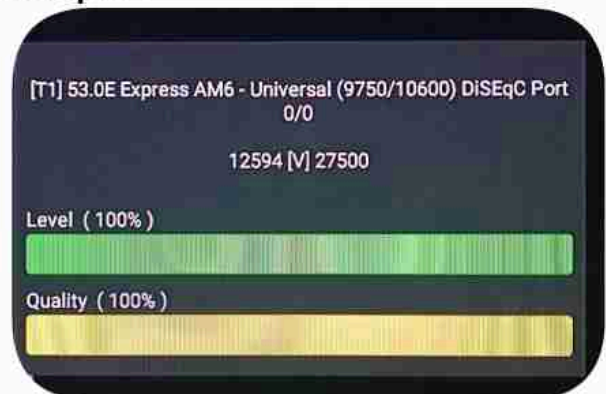 [T1] 53.0E Express AM6 - Universal (9750/10600) DiSEqC Port
0/0
12594 [V] 27500
Level ( 100% )
Quality ( 100% )